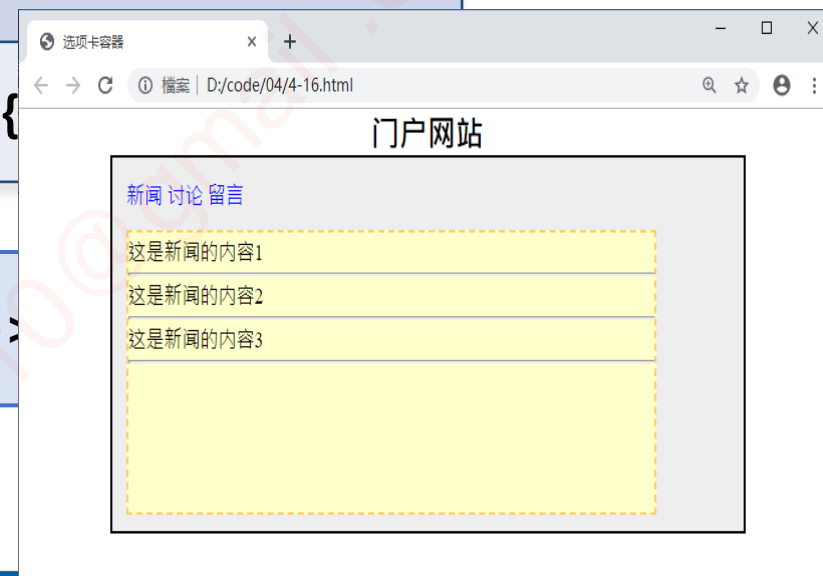 选项卡容器
檔案 D:/code/04/4-16.html
门户网站
{
新闻 讨论 留言
这是新闻的内容1
这是新闻的内容2
>
这是新闻的内容3